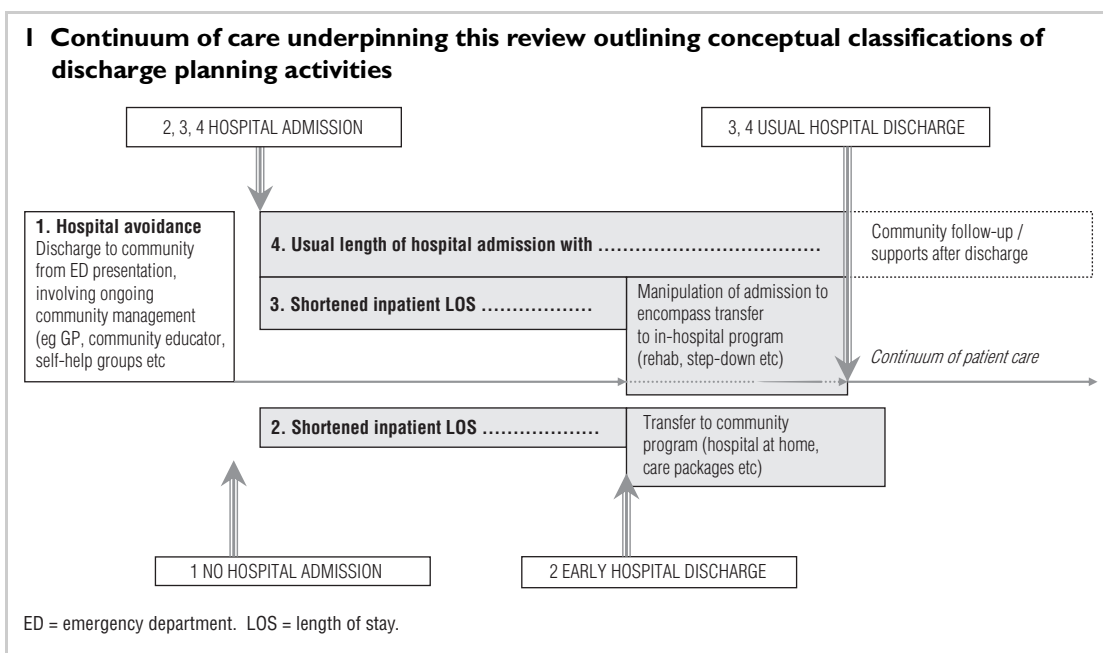 1 Continuum of care underpinning this review outlining conceptual classifications of
discharge planning activities
2, 3, 4 HOSPITAL ADMISSION
3, 4 USUAL HOSPITAL DISCHARGE
1. Hospital avoidance
Discharge to community
from ED presentation,
involving ongoing
community management
(eg GP, community educator,
self-help groups etc
4. Usual length of hospital admission with ....................................
Community follow-up /
supports after discharge
3. Shortened inpatient LOS ..................
Manipulation of admission to
encompass transfer
to in-hospital program
(rehab, step-down etc)
Continuum of patient care
2. Shortened inpatient LOS ...................
Transfer to community
program (hospital at home,
care packages etc)
1 NO HOSPITAL ADMISSION
2 EARLY HOSPITAL DISCHARGE
ED = emergency department. LOS = length of stay.